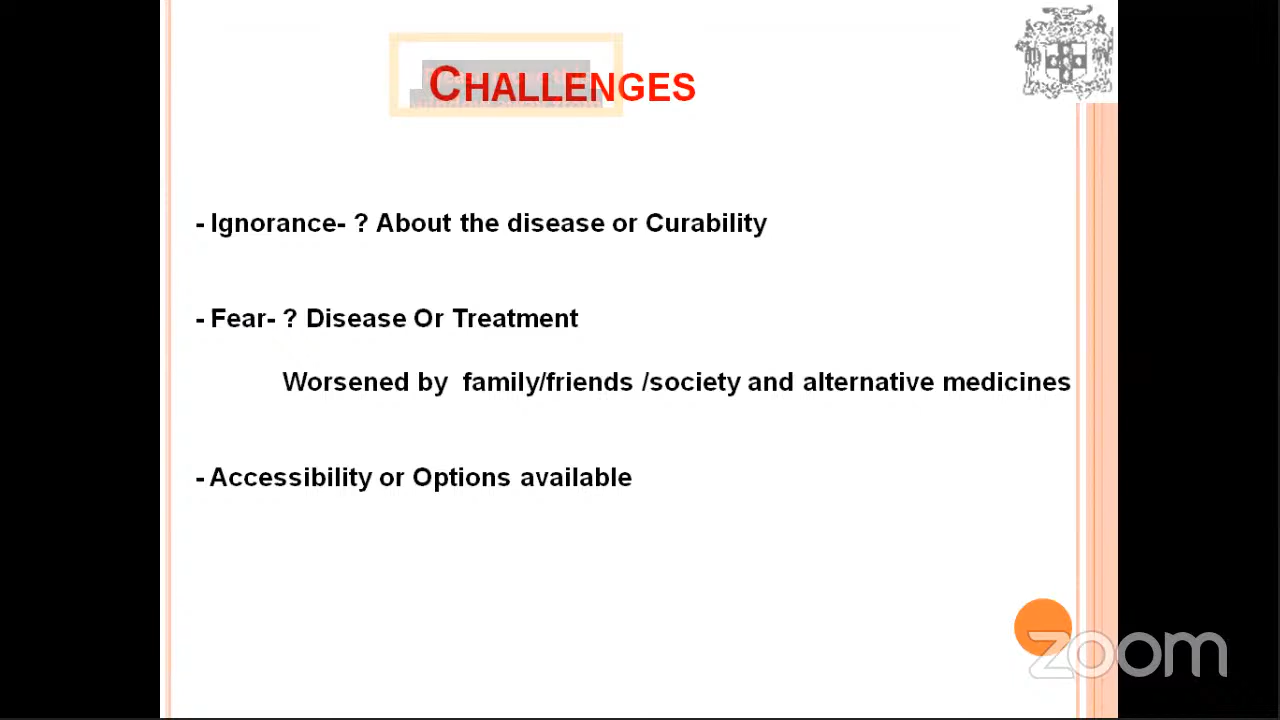 CHALLENGES
- Ignorance- ? About the disease or Curability
- Fear- ? Disease Or Treatment
Worsened by family/friends /society and alternative medicines
- Accessibility or Options available
zoom